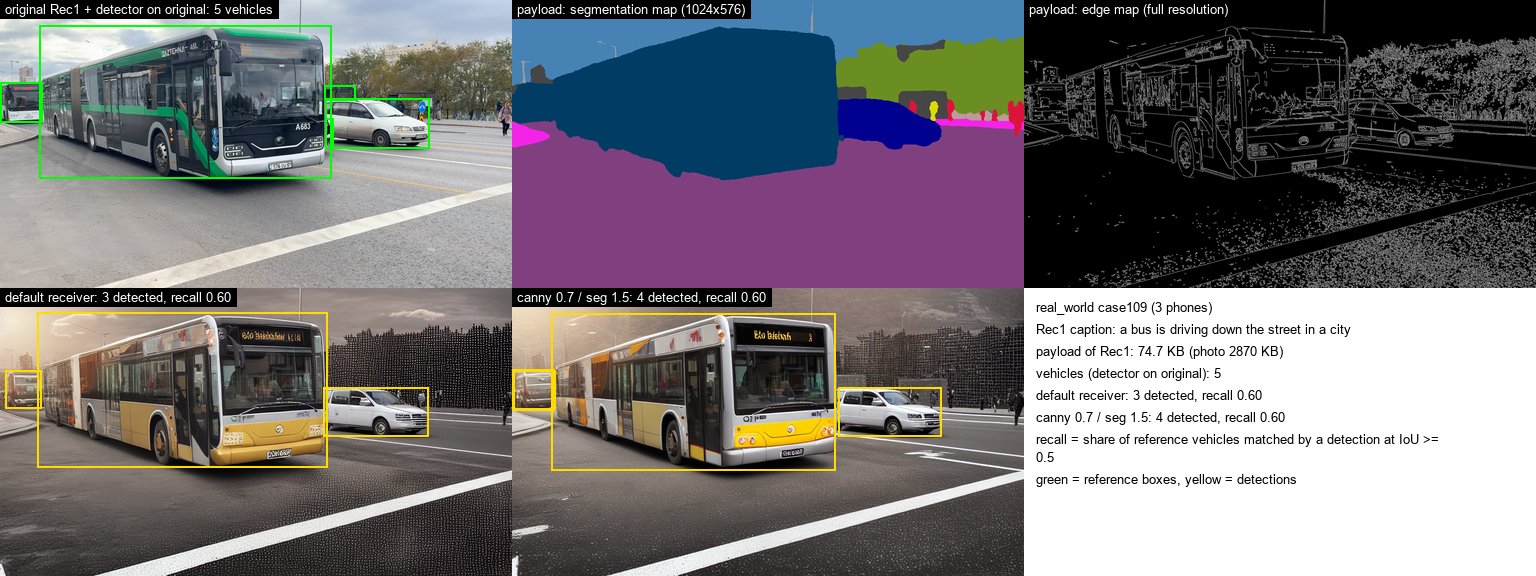 original Rec1 + detector on original: 5 vehicles
payload: segmentation map (1024x576)
payload: edge map (full resolution)
A683
default receiver: 3 detected, recall 0.60
canny 0.7 / seg 1.5: 4 detected, recall 0.60
real_world case109 (3 phones)
Rec1 caption: a bus is driving down the street in a city
payload of Rec1: 74.7 KB (photo 2870 KB)
vehicles (detector on original): 5
default receiver: 3 detected, recall 0.60
canny 0.7 / seg 1.5: 4 detected, recall 0.60
recall = share of reference vehicles matched by a detection at IoU >=
0.5
green = reference boxes, yellow = detections